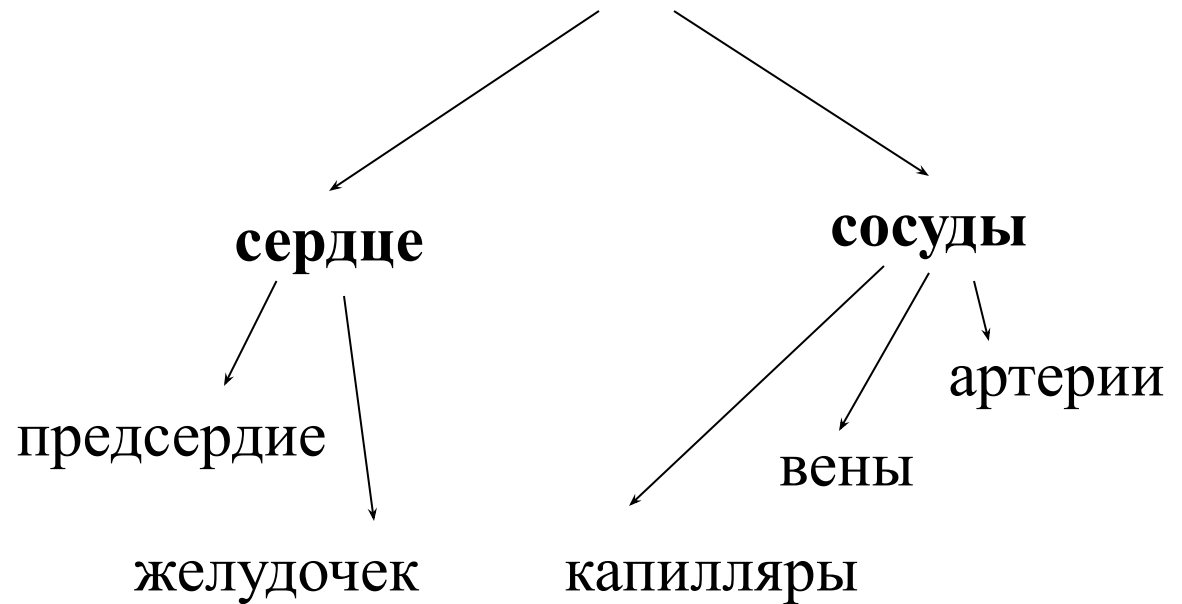 сердце
сосуды
предсердие
желудочек
капилляры
вены
артерии